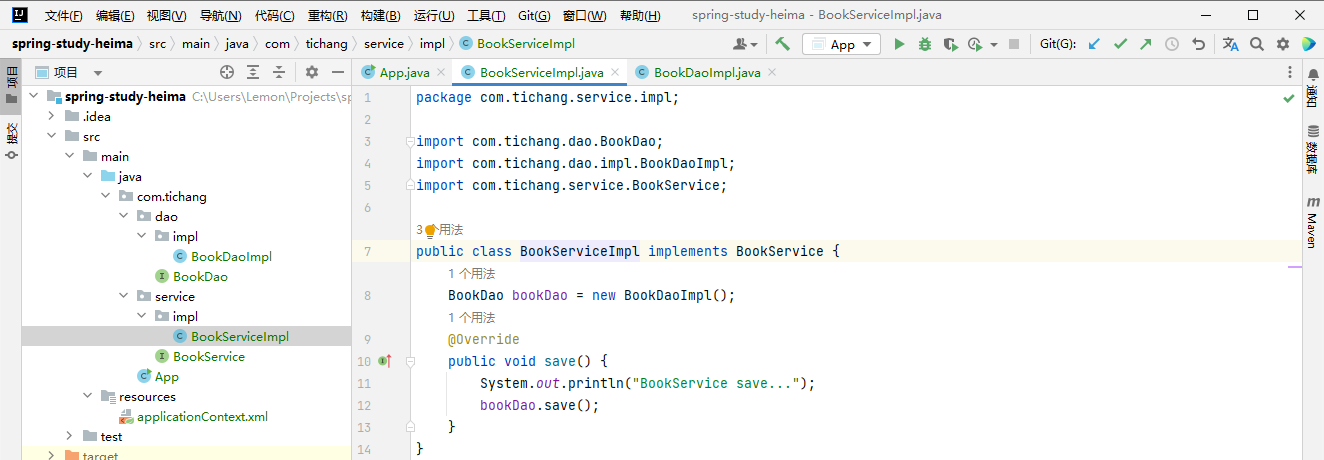 文件(F) 编辑(E) 视图(V) 导航(N) 代码(C) 重构(R) 构建(B) 运行(U) 工具(T) Git(G) 窗口(W) 帮助(H) spring-study-heima - BookServiceImpl.java
spring-study-heima src main java com tichang service impl BookServiceImpl App Git(G):
项目
App.java BookServiceImpl.java BookDaoImpl.java
项目
提交
spring-study-heima C:\Users\Lemon\Projects\sp
.idea
src
main
java
com.tichang
dao
impl
BookDaoImpl
BookDao
service
impl
BookServiceImpl
BookService
App
resources
applicationContext.xml
test
target
1 package com.tichang.service.impl;
2
3 import com.tichang.dao.BookDao;
4 import com.tichang.dao.impl.BookDaoImpl;
5 import com.tichang.service.BookService;
6
3个用法
7 public class BookServiceImpl implements BookService {
1 个用法
8 BookDao bookDao = new BookDaoImpl();
1 个用法
9 @Override
10 public void save() {
11 System.out.println("BookService save...");
12 bookDao.save();
13 }
14 }
通知
数据库
m Maven